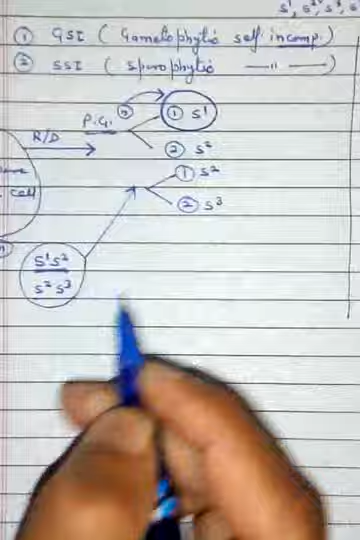 s¹, s², s³, s
① GSI ( Gametophytic self incomp.)
② SSI ( Sporophytic —"— )
P.G. n ① s¹
R/D
② s²
① s²
cell
② s³
s¹s²
s²s³